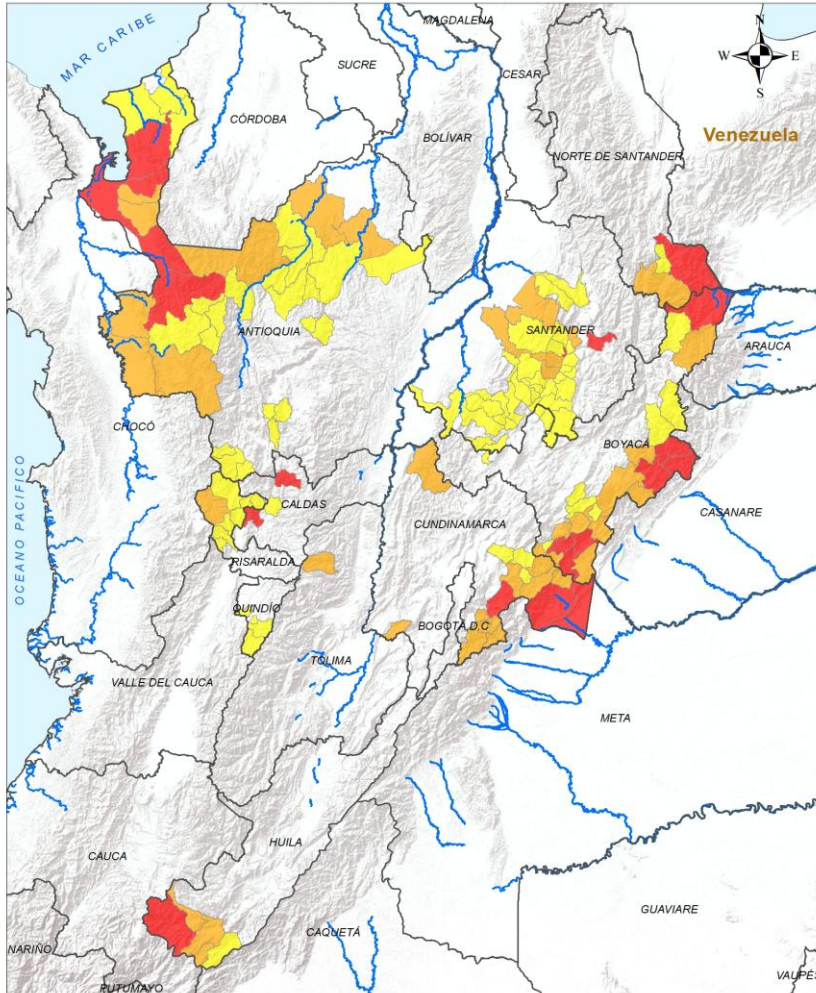 MAGDALENA
N
MAR CARIBE
SUCRE
W
E
CESAR
S
CÓRDOBA
BOLÍVAR
Venezuela
NORTE DE SANTANDER
ANTIOQUIA
SANTANDER
ARAUCA
CHOCÓ
BOYACÁ
CALDAS
CASANARE
CUNDINAMARCA
OCEANO PACIFICO
RISARALDA
QUINDÍO
BOGOTÁ, D.C
TOLIMA
VALLE DEL CAUCA
META
HUILA
CAUCA
GUAVIARE
CAQUETÁ
NARIÑO
VAUPÉS
PUTUMAYO